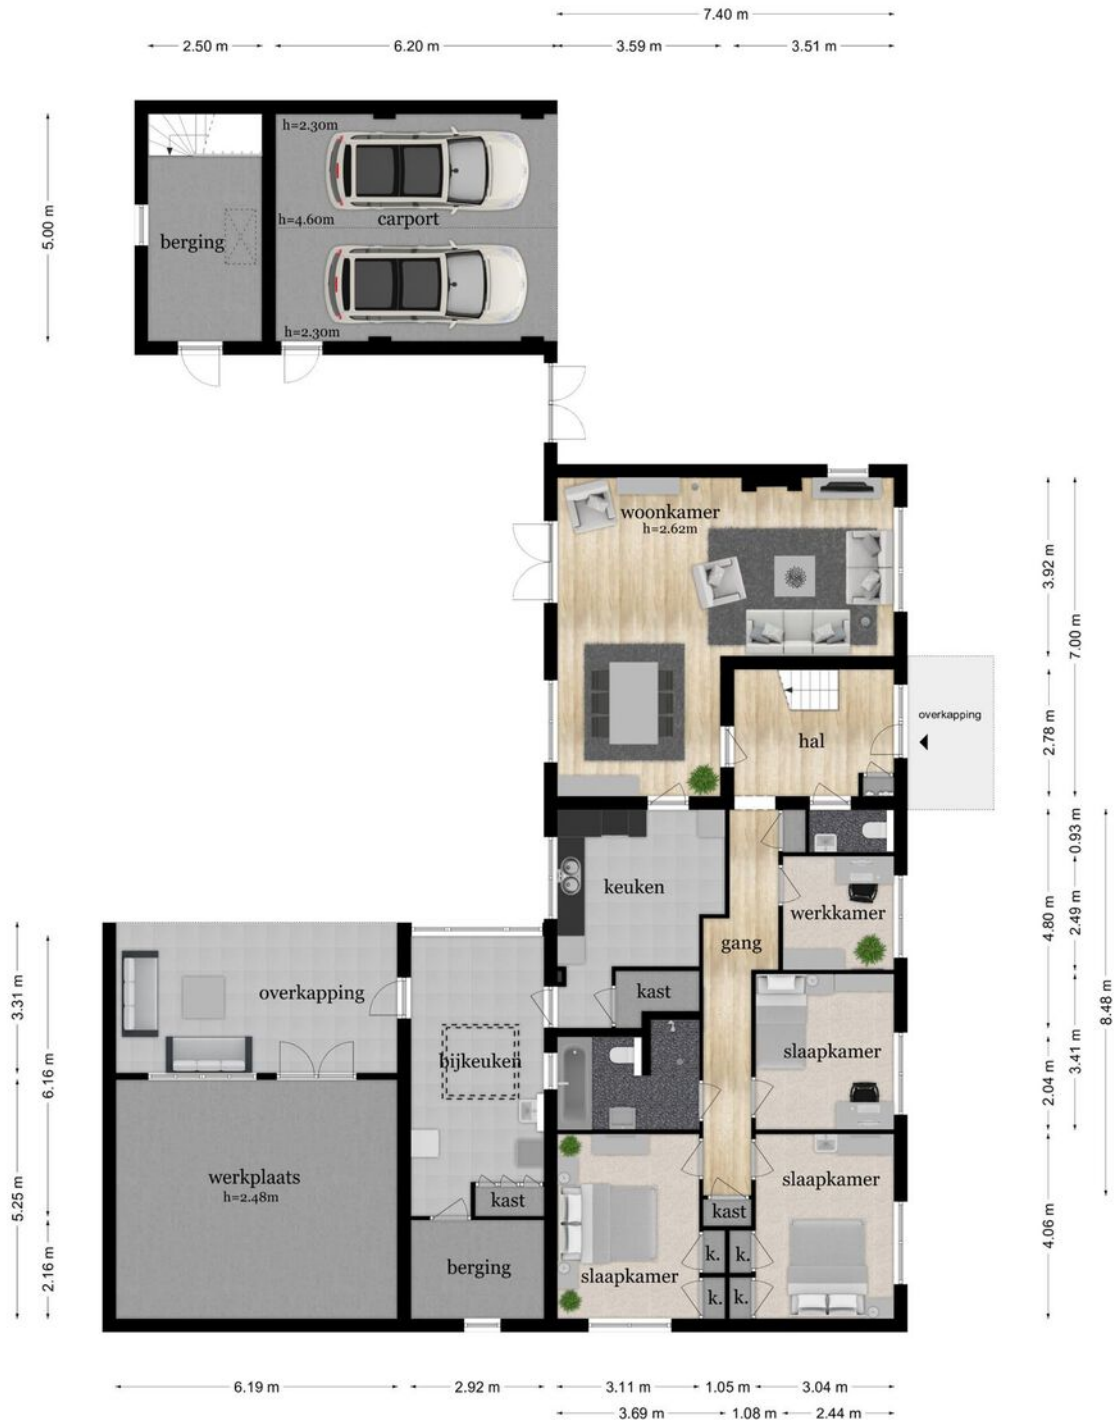 7.40 m
2.50 m
6.20 m
3.59 m
3.51 m
5.00 m
h=2.30m
h=4.60m
carport
berging
h=2.30m
woonkamer
h=2.62m
3.92 m
7.00 m
overkapping
hal
2.78 m
keuken
werkkamer
gang
0.93 m
4.80 m
2.49 m
8.48 m
overkapping
kast
3.31 m
6.16 m
bijkeuken
slaapkamer
2.04 m
3.41 m
werkplaats
h=2.48m
kast
slaapkamer
kast
5.25 m
2.16 m
berging
slaapkamer
k.
k.
k.
k.
4.06 m
6.19 m
2.92 m
3.11 m
1.05 m
3.04 m
3.69 m
1.08 m
2.44 m